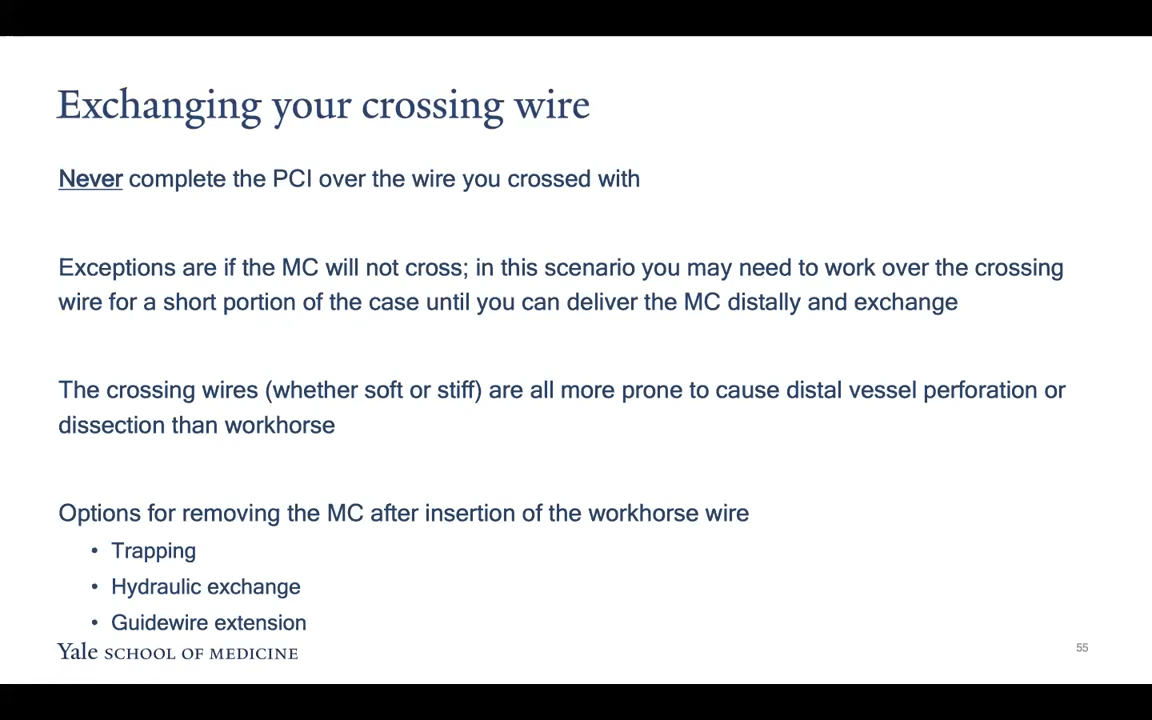 Exchanging your crossing wire
Never complete the PCI over the wire you crossed with
Exceptions are if the MC will not cross; in this scenario you may need to work over the crossing
wire for a short portion of the case until you can deliver the MC distally and exchange
The crossing wires (whether soft or stiff) are all more prone to cause distal vessel perforation or
dissection than workhorse
Options for removing the MC after insertion of the workhorse wire
• Trapping
• Hydraulic exchange
• Guidewire extension
Yale SCHOOL OF MEDICINE
55